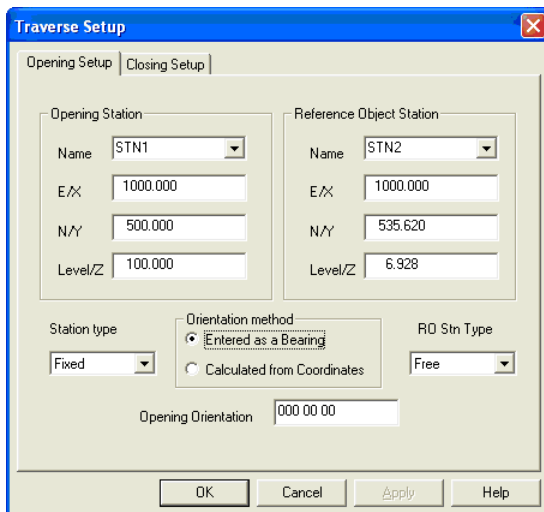 Traverse Setup
Opening Setup Closing Setup
Opening Station
Name STN1
E/X 1000.000
N/Y 500.000
Level/Z 100.000
Reference Object Station
Name STN2
E/X 1000.000
N/Y 535.620
Level/Z 6.928
Station type
Fixed
Orientation method
Entered as a Bearing
Calculated from Coordinates
RO Stn Type
Free
Opening Orientation 000 00 00
OK Cancel Apply Help